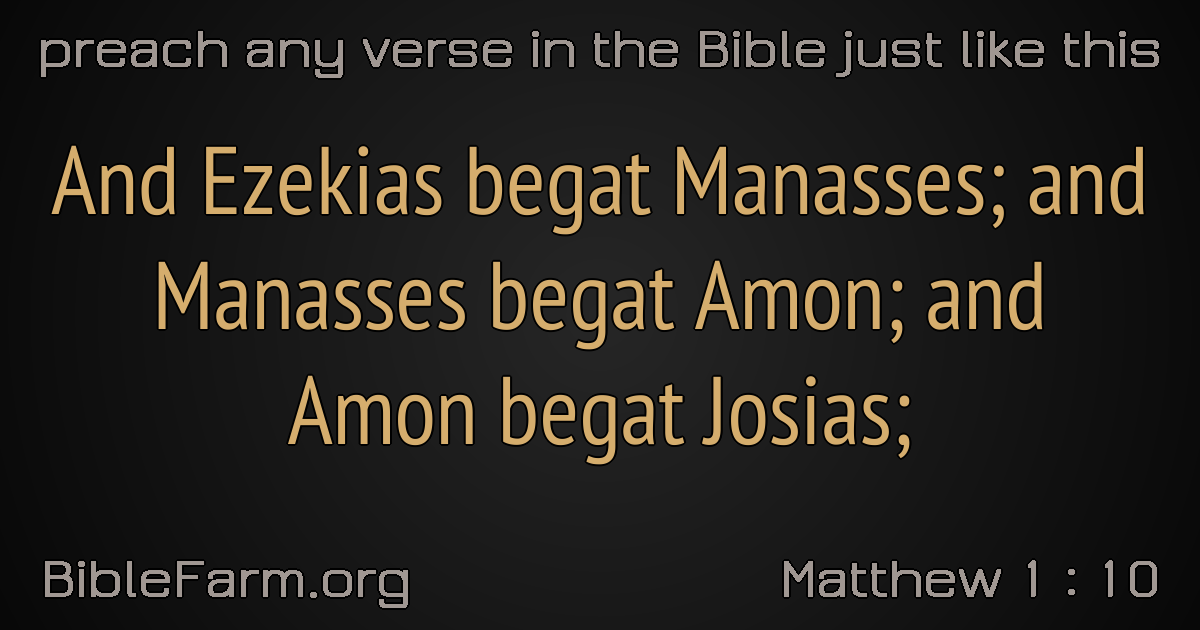 preach any verse in the Bible just like this
And Ezekias begat Manasses; and
Manasses begat Amon; and
Amon begat Josias;
BibleFarm.org
Matthew 1 : 10